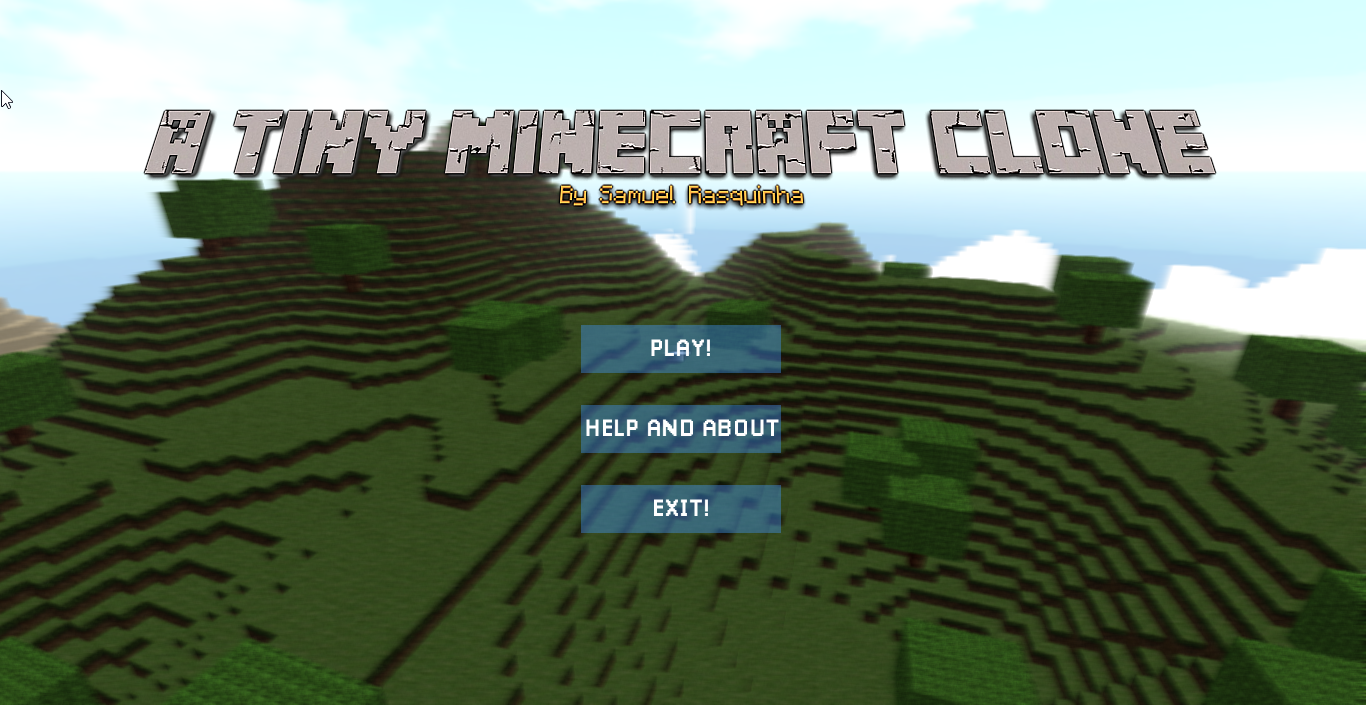 A TINY MINECRAFT CLONE
By Samuel Rasquinha
PLAY!
HELP AND ABOUT
EXIT!